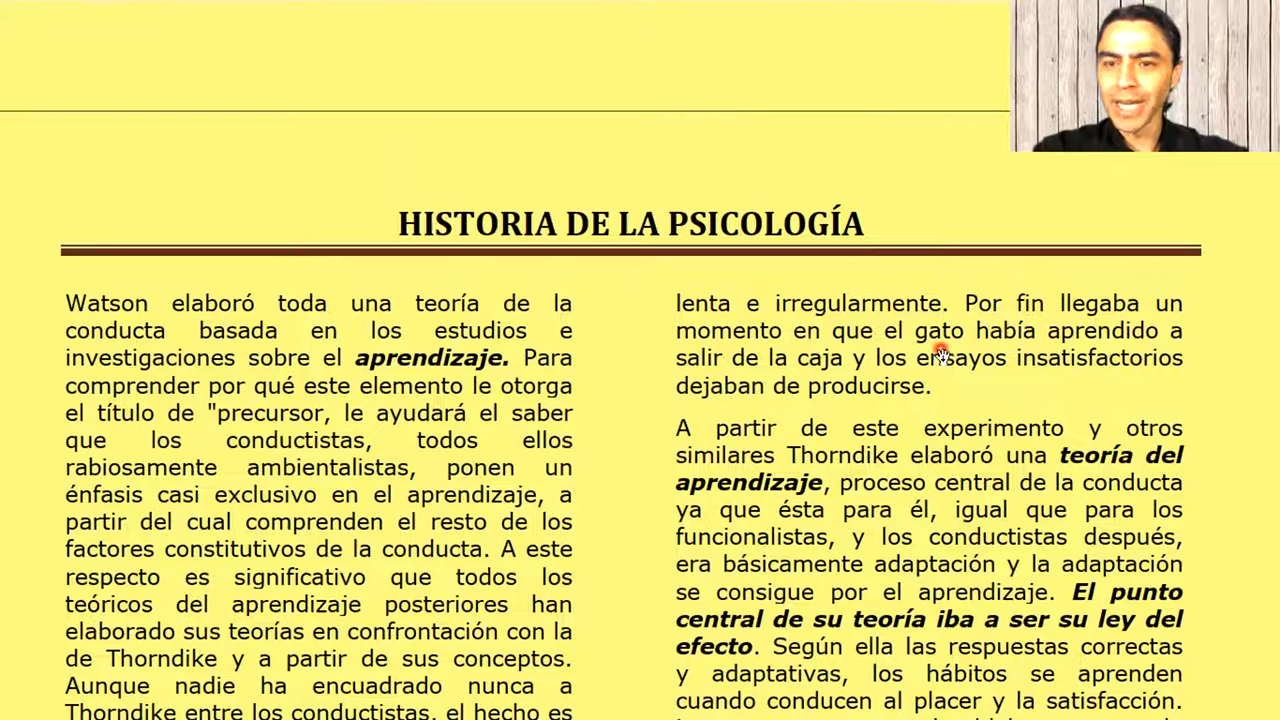 HISTORIA DE LA PSICOLOGÍA
Watson elaboró toda una teoría de la
conducta basada en los estudios e
investigaciones sobre el aprendizaje. Para
comprender por qué este elemento le otorga
el título de "precursor, le ayudará el saber
que los conductistas, todos ellos
rabiosamente ambientalistas, ponen un
énfasis casi exclusivo en el aprendizaje, a
partir del cual comprenden el resto de los
factores constitutivos de la conducta. A este
respecto es significativo que todos los
teóricos del aprendizaje posteriores han
elaborado sus teorías en confrontación con la
de Thorndike y a partir de sus conceptos.
Aunque nadie ha encuadrado nunca a
Thorndike entre los conductistas, el hecho es
lenta e irregularmente. Por fin llegaba un
momento en que el gato había aprendido a
salir de la caja y los ensayos insatisfactorios
dejaban de producirse.
A partir de este experimento y otros
similares Thorndike elaboró una teoría del
aprendizaje, proceso central de la conducta
ya que ésta para él, igual que para los
funcionalistas, y los conductistas después,
era básicamente adaptación y la adaptación
se consigue por el aprendizaje. El punto
central de su teoría iba a ser su ley del
efecto. Según ella las respuestas correctas
y adaptativas, los hábitos se aprenden
cuando conducen al placer y la satisfacción.